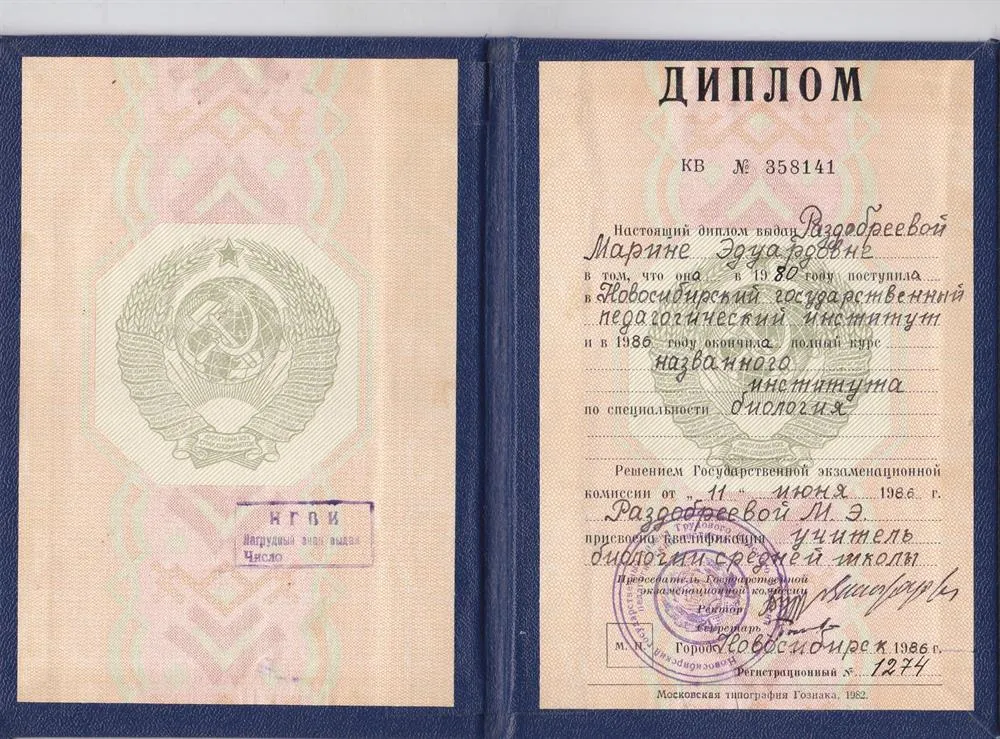 НГПИ
Нагрудный знак выдан
Число
ДИПЛОМ
КВ № 358141
Настоящий диплом выдан Раздобреевой
Марине Эдуардовне
в том, что она в 1980 году поступила
в Новосибирский государственный
педагогический институт
и в 1986 году окончила полный курс
названного
института
по специальности биология
Решением Государственной экзаменационной
комиссии от „11“ июня 1986 г.
Раздобреевой М. Э.
присвоена квалификация учитель
биологии средней школы
Председатель Государственной
экзаменационной комиссии
Ректор
Секретарь
М. П. Город Новосибирск 1986 г.
Регистрационный № 1274
Московская типография Гознака. 1982.